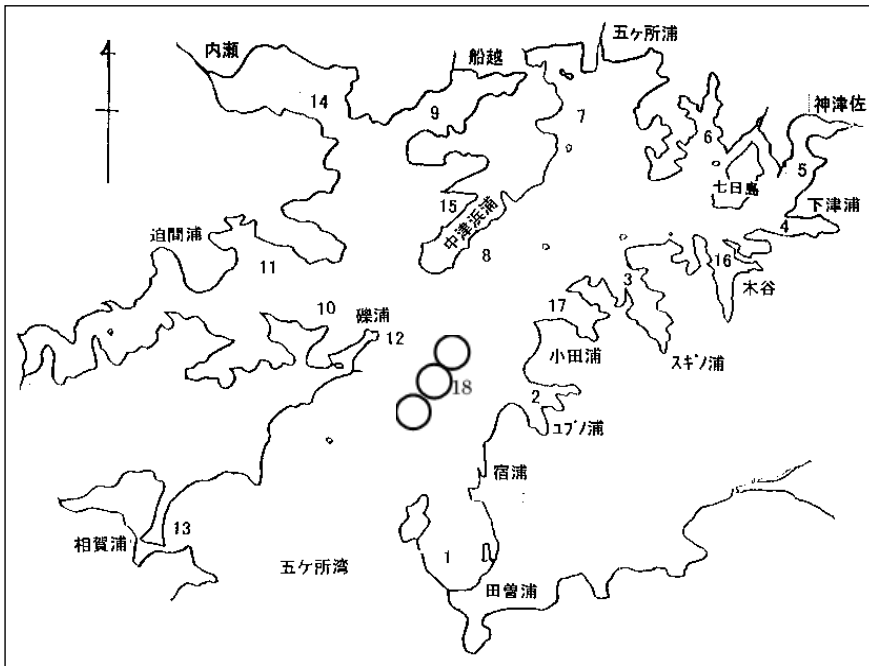 五ヶ所浦
内瀬
船越
神津佐
14
9
7
6
5
七日島
下津浦
15
中津浜浦
4
迫間浦
8
16
11
3
木谷
17
10
礫浦
12
小田浦
スギノ浦
18
2
ユブノ浦
宿浦
13
相賀浦
1
五ケ所湾
田曽浦